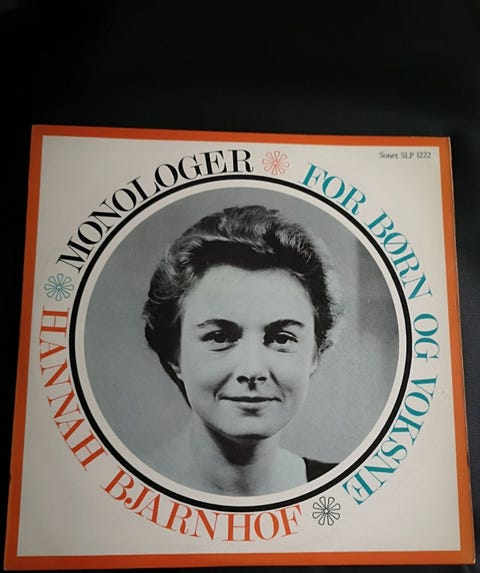 Sonet SLP 1222
MONOLOGER
FOR BØRN OG VOKSNE
HANNAH BJARNHOF